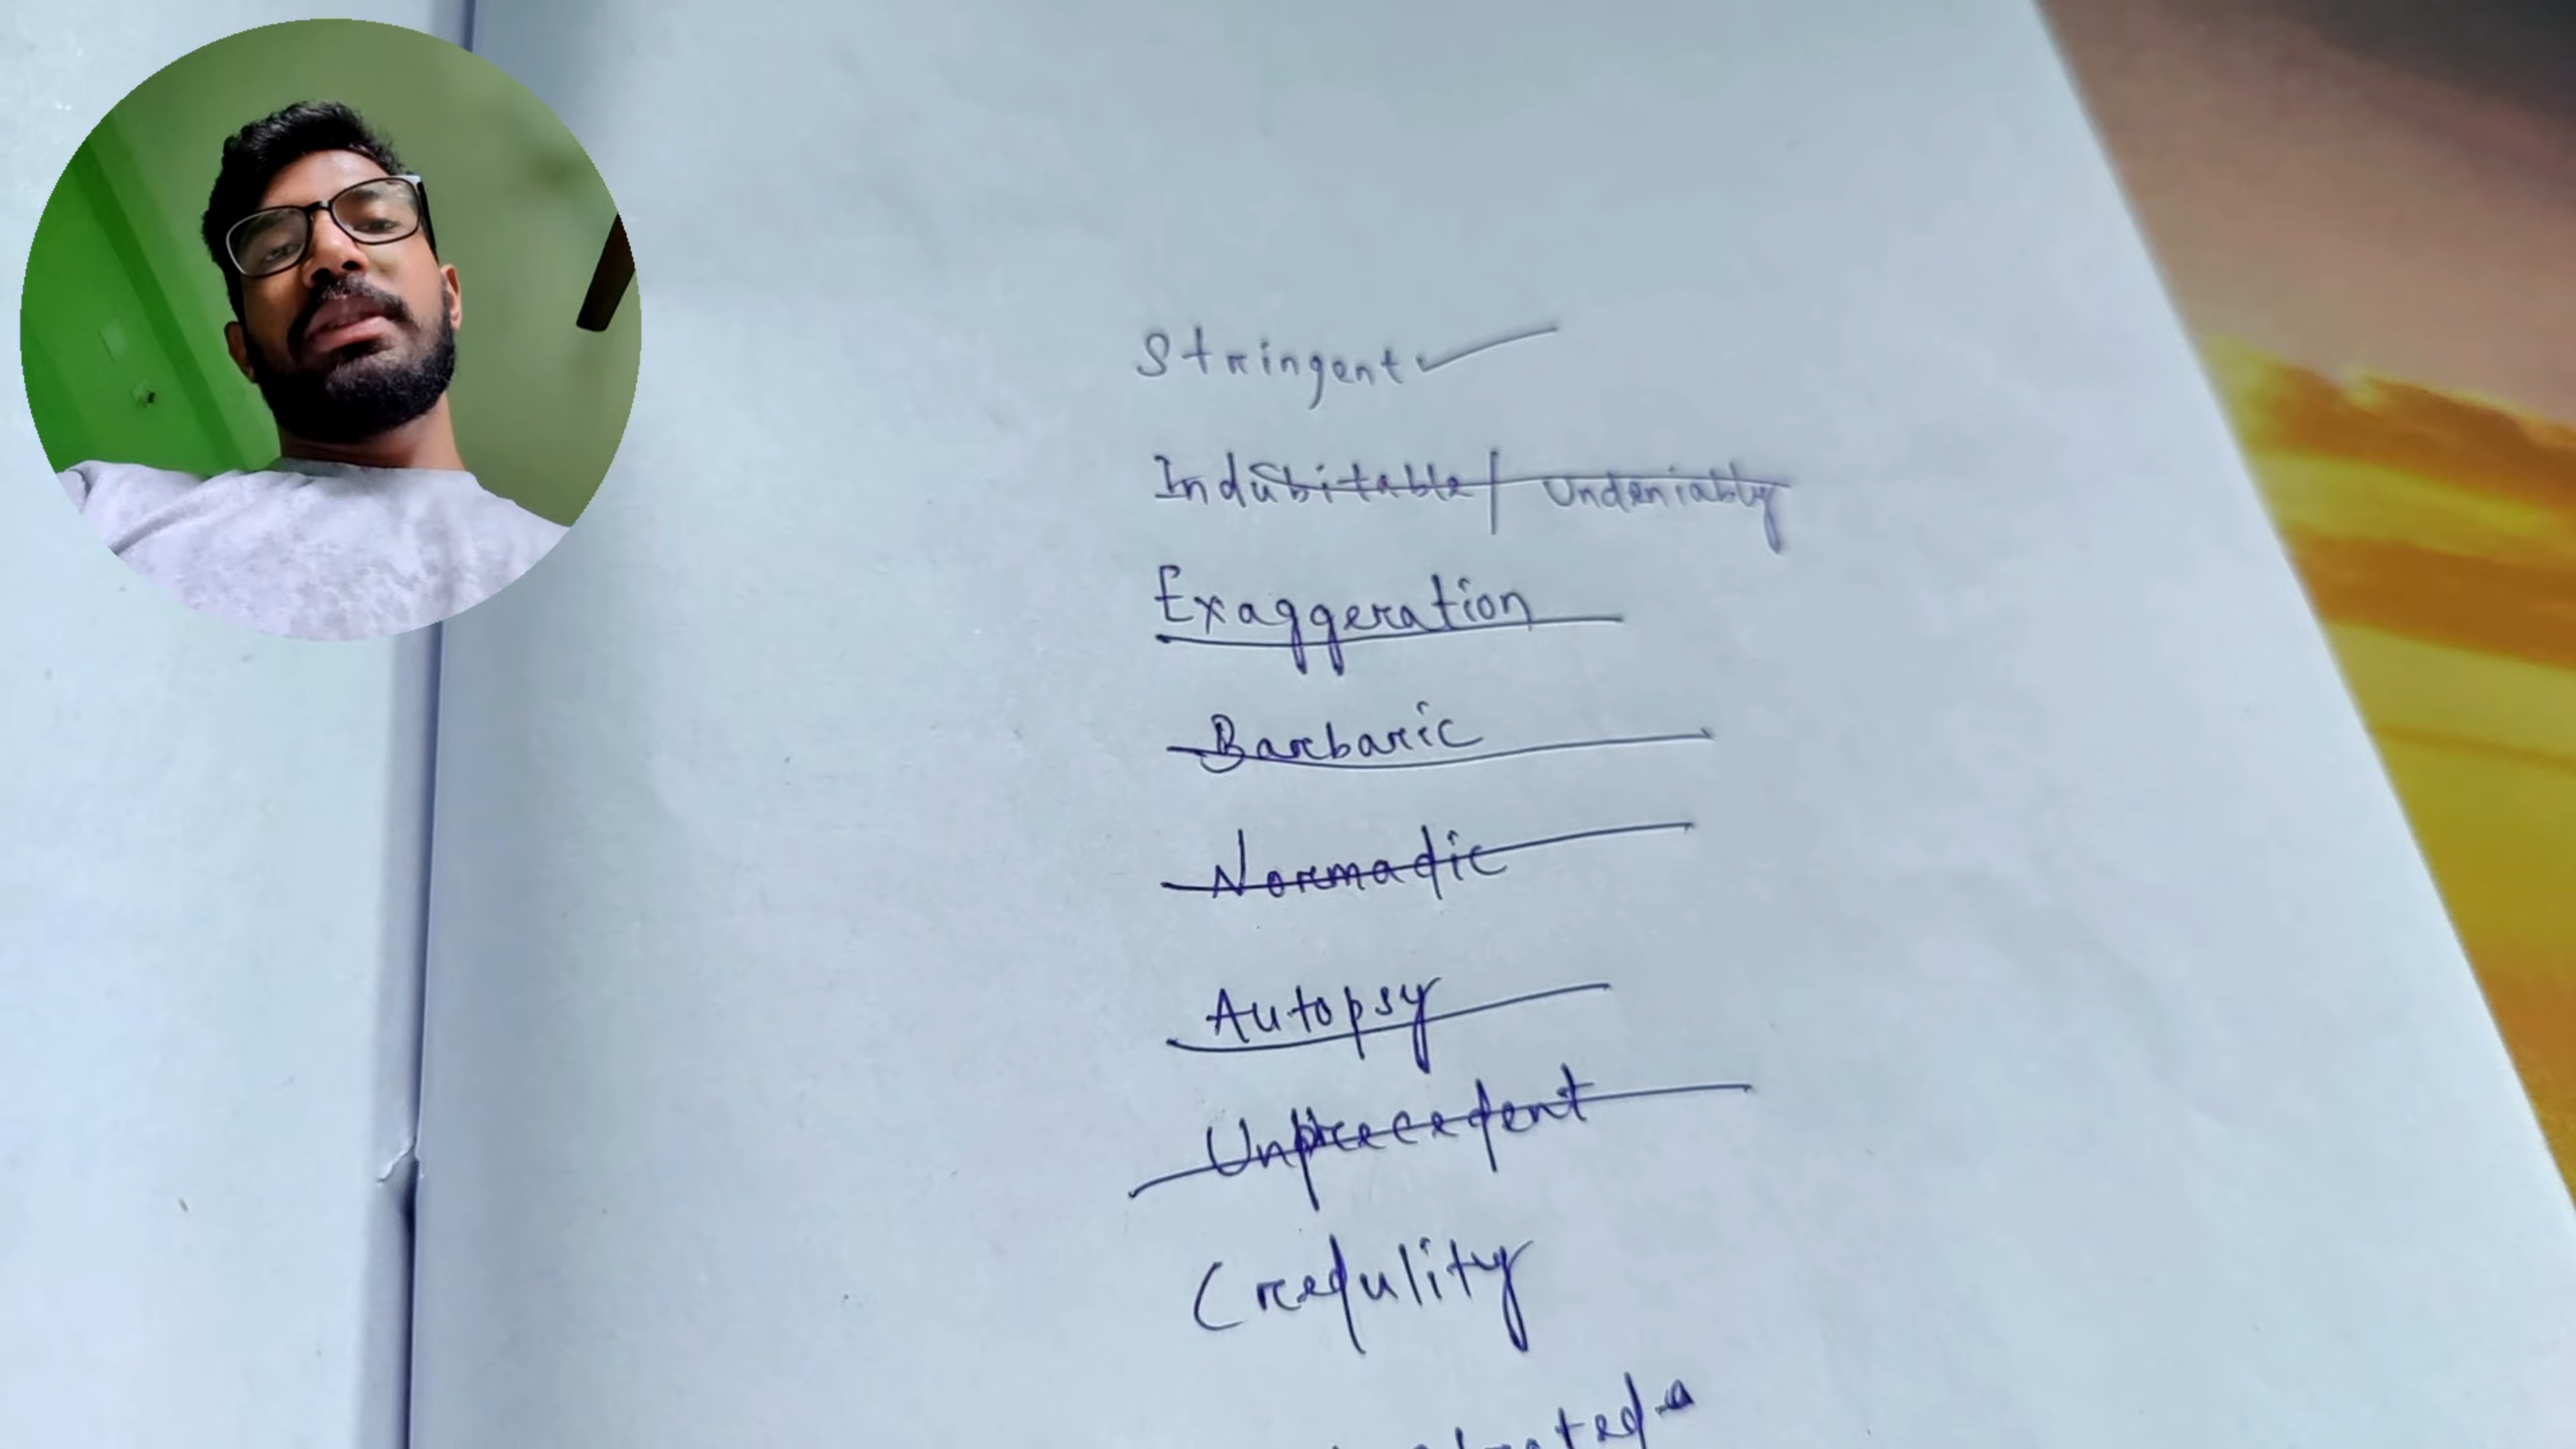 Stringent
Indubitable / Undeniably
Exaggeration
Barbaric
Normadic
Autopsy
Unprecedent
Credulity